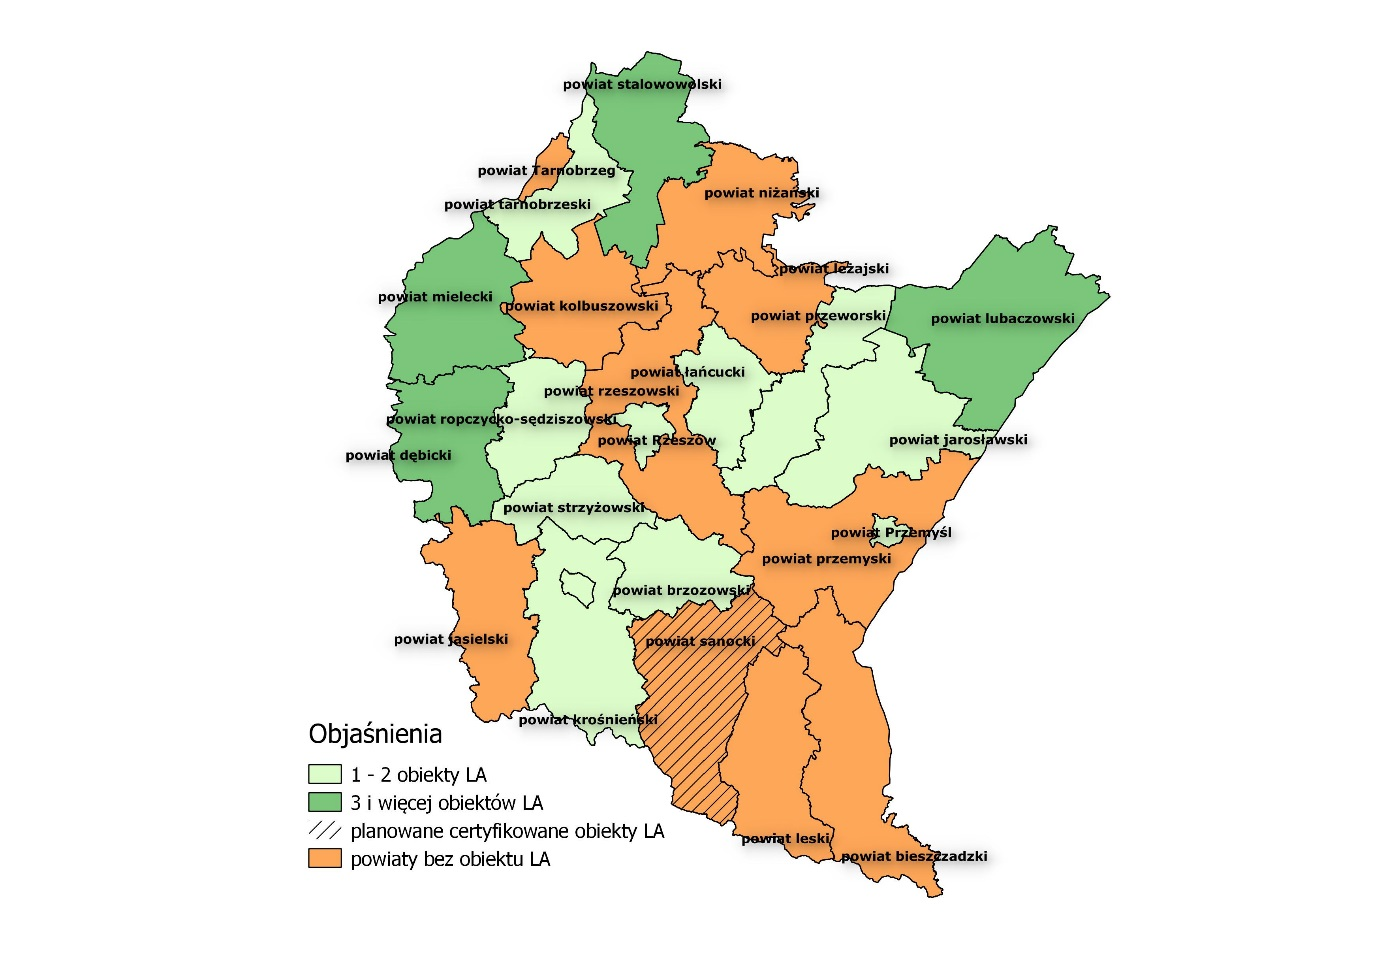 powiat stalowowolski
powiat Tarnobrzeg
powiat niżański
powiat tarnobrzeski
powiat leżajski
powiat mielecki
powiat kolbuszowski
powiat przeworski
powiat lubaczowski
powiat łańcucki
powiat rzeszowski
powiat ropczycko-sędziszowski
powiat Rzeszów
powiat jarosławski
powiat dębicki
powiat strzyżowski
powiat Przemyśl
powiat przemyski
powiat brzozowski
powiat jasielski
powiat sanocki
powiat krośnieński
powiat leski
powiat bieszczadzki
Objaśnienia
1 - 2 obiekty LA
3 i więcej obiektów LA
planowane certyfikowane obiekty LA
powiaty bez obiektu LA